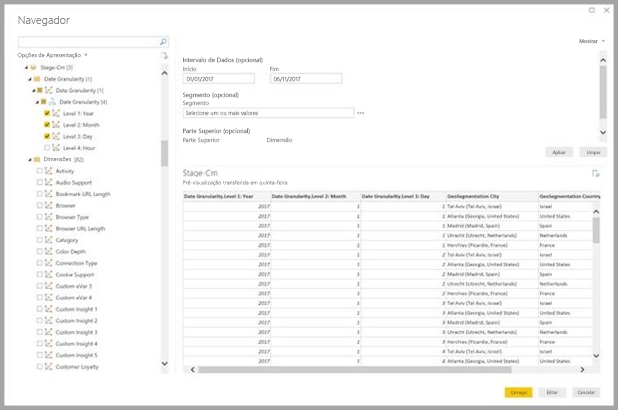 Navegador
Opções de Apresentação
Stage-Cm [3]
Date Granularity [1]
Date Granularity [1]
Date Granularity [4]
Level 1: Year
Level 2: Month
Level 3: Day
Level 4: Hour
Dimensões [82]
Activity
Audio Support
Bookmark URL Length
Browser
Browser Type
Browser URL Length
Category
Color Depth
Connection Type
Cookie Support
Custom eVar 3
Custom eVar 4
Custom Insight 1
Custom Insight 2
Custom Insight 3
Custom Insight 4
Custom Insight 5
Customer Loyalty
Mostrar
Intervalo de Dados (opcional)
Início Fim
01/01/2017 06/11/2017
Segmento (opcional)
Segmento
Selecione um ou mais valores
Parte Superior (opcional)
Parte Superior Dimensão
Aplicar Limpar
Stage-Cm
Pré-visualização transferida em quinta-feira
Date Granularity.Level 1: Year Date Granularity.Level 2: Month Date Granularity.Level 3: Day GeoSegmentation City GeoSegmentation Country
2017 1 1 Tel Aviv (Tel Aviv, Israel) Israel
2017 1 1 Atlanta (Georgia, United States) United States
2017 1 1 Madrid (Madrid, Spain) Spain
2017 1 1 Utrecht (Utrecht, Netherlands) Netherlands
2017 1 1 Herchies (Picardie, France) France
2017 1 2 Tel Aviv (Tel Aviv, Israel) Israel
2017 1 2 Atlanta (Georgia, United States) United States
2017 1 2 Madrid (Madrid, Spain) Spain
2017 1 2 Utrecht (Utrecht, Netherlands) Netherlands
2017 1 2 Herchies (Picardie, France) France
2017 1 3 Tel Aviv (Tel Aviv, Israel) Israel
2017 1 3 Atlanta (Georgia, United States) United States
2017 1 3 Madrid (Madrid, Spain) Spain
2017 1 3 Utrecht (Utrecht, Netherlands) Netherlands
2017 1 3 Herchies (Picardie, France) France
2017 1 4 Tel Aviv (Tel Aviv, Israel) Israel
2017 1 4 Atlanta (Georgia, United States) United States
Carregar Editar Cancelar